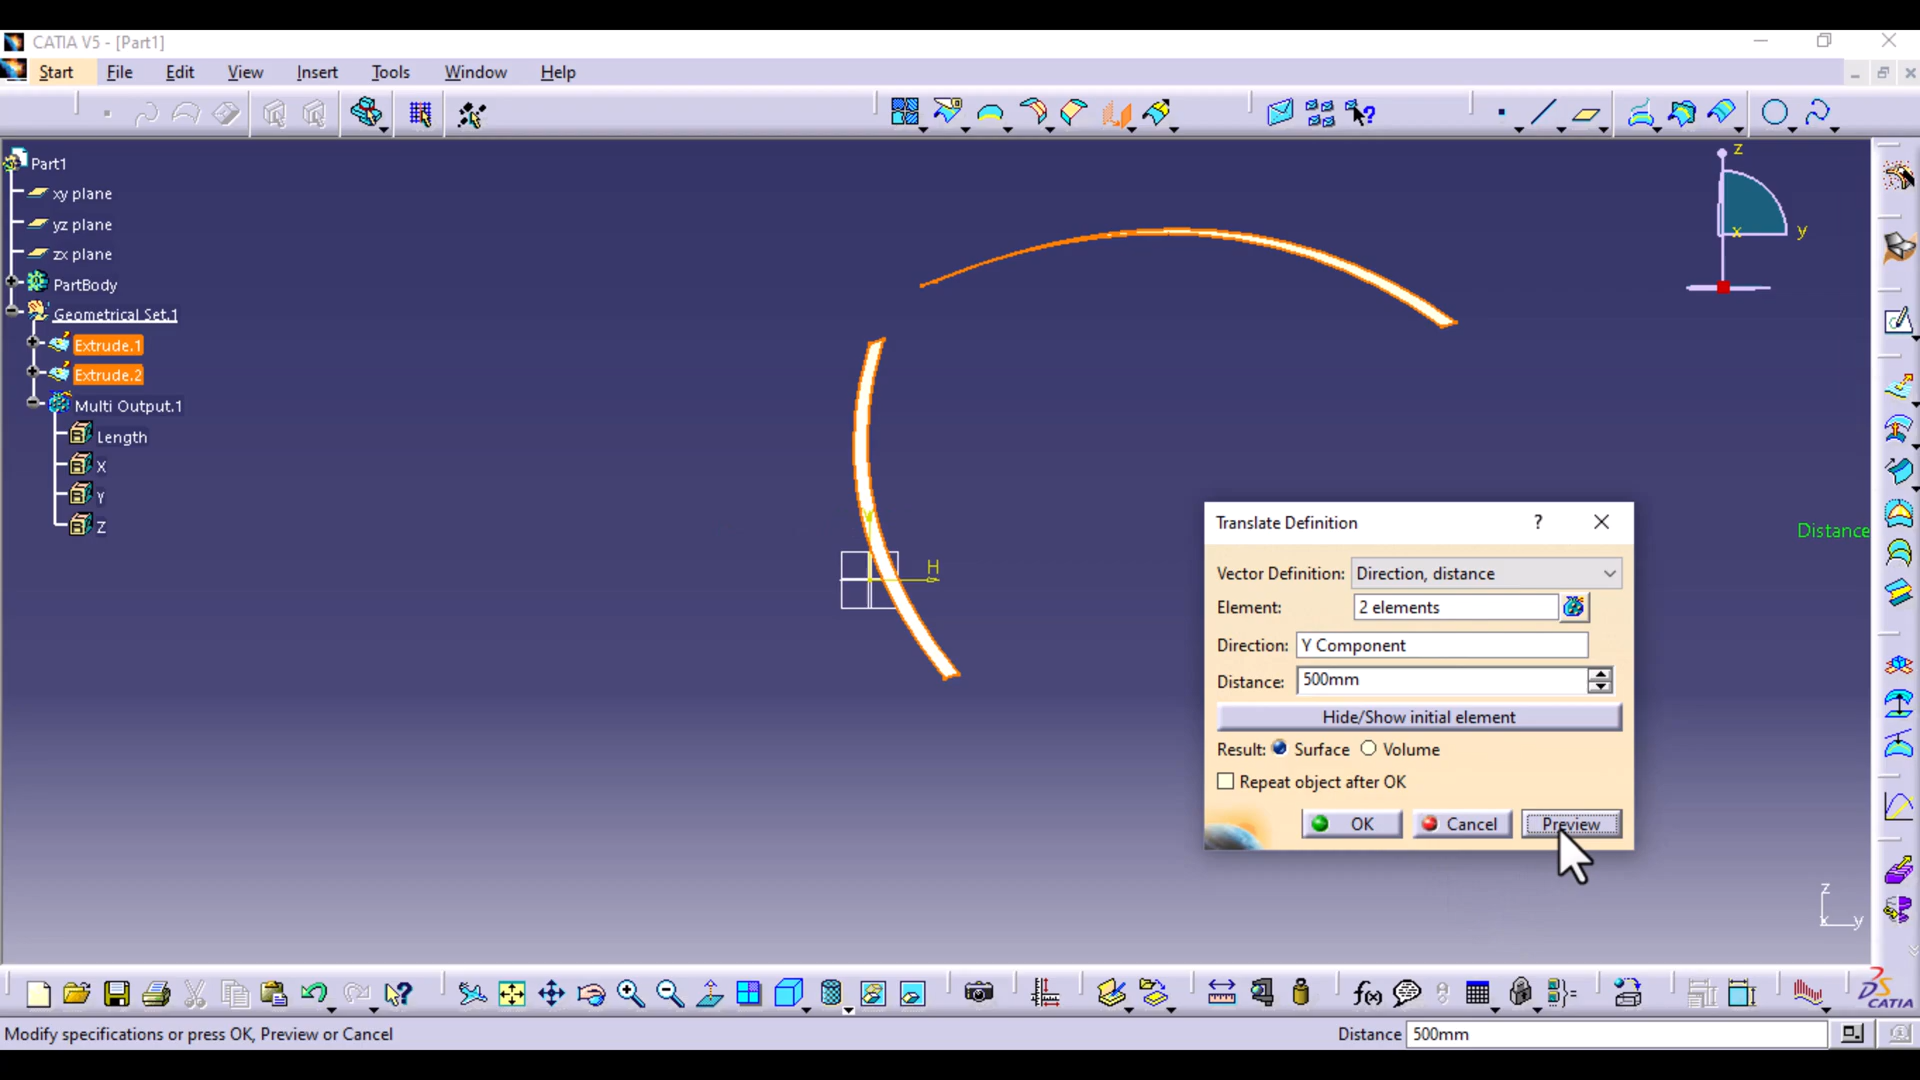 CATIA V5 - [Part1]
Start File Edit View Insert Tools Window Help
Part1
xy plane
yz plane
zx plane
PartBody
Geometrical Set.1
Extrude.1
Extrude.2
Multi Output.1
Length
X
Y
Z
z
x
y
H
Distance
Translate Definition
?
Vector Definition: Direction, distance
Element: 2 elements
Direction: Y Component
Distance: 500mm
Hide/Show initial element
Result: Surface Volume
Repeat object after OK
OK Cancel Preview
z
x y
f(x)
CATIA
Modify specifications or press OK, Preview or Cancel
Distance 500mm